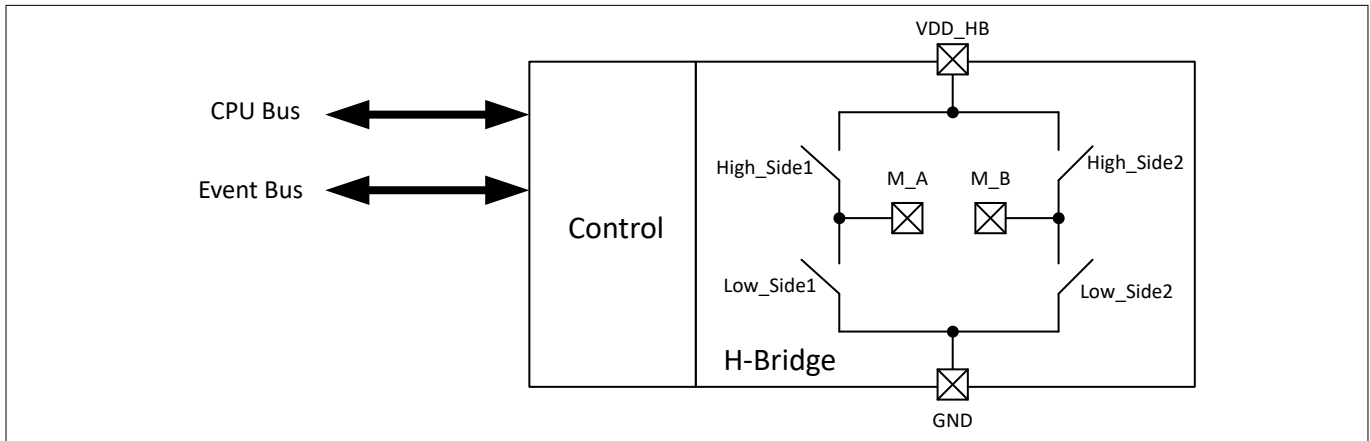 VDD_HB
CPU Bus
High_Side1
High_Side2
M_A
M_B
Event Bus
Control
Low_Side1
Low_Side2
H-Bridge
GND